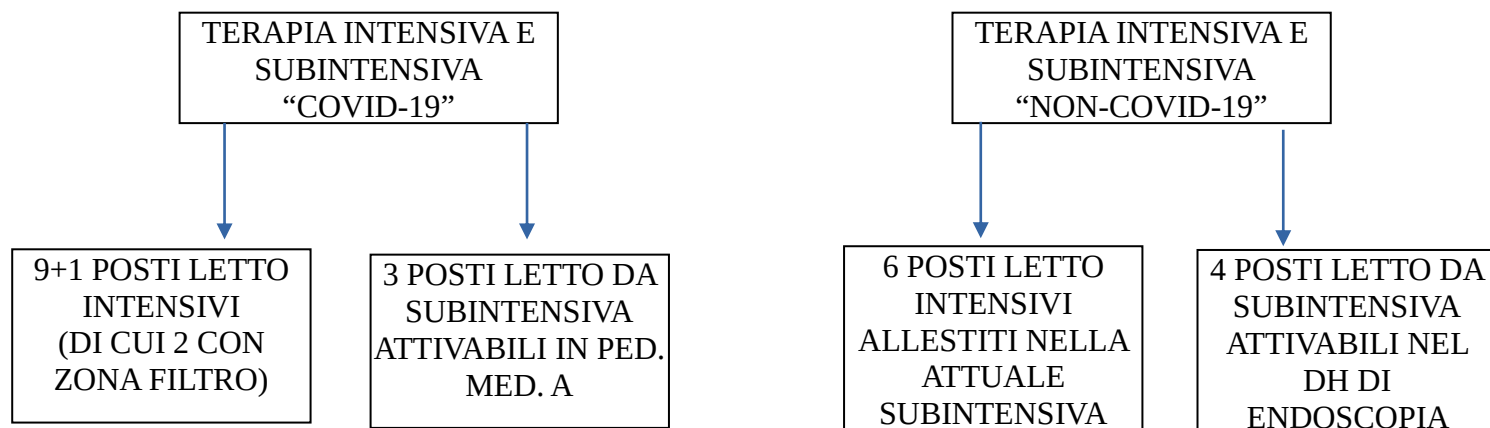 TERAPIA INTENSIVA E
SUBINTENSIVA
“COVID-19”
TERAPIA INTENSIVA E
SUBINTENSIVA
“NON-COVID-19”
9+1 POSTI LETTO
INTENSIVI
(DI CUI 2 CON
ZONA FILTRO)
3 POSTI LETTO DA
SUBINTENSIVA
ATTIVABILI IN PED.
MED. A
6 POSTI LETTO
INTENSIVI
ALLESTITI NELLA
ATTUALE
SUBINTENSIVA
4 POSTI LETTO DA
SUBINTENSIVA
ATTIVABILI NEL
DH DI
ENDOSCOPIA